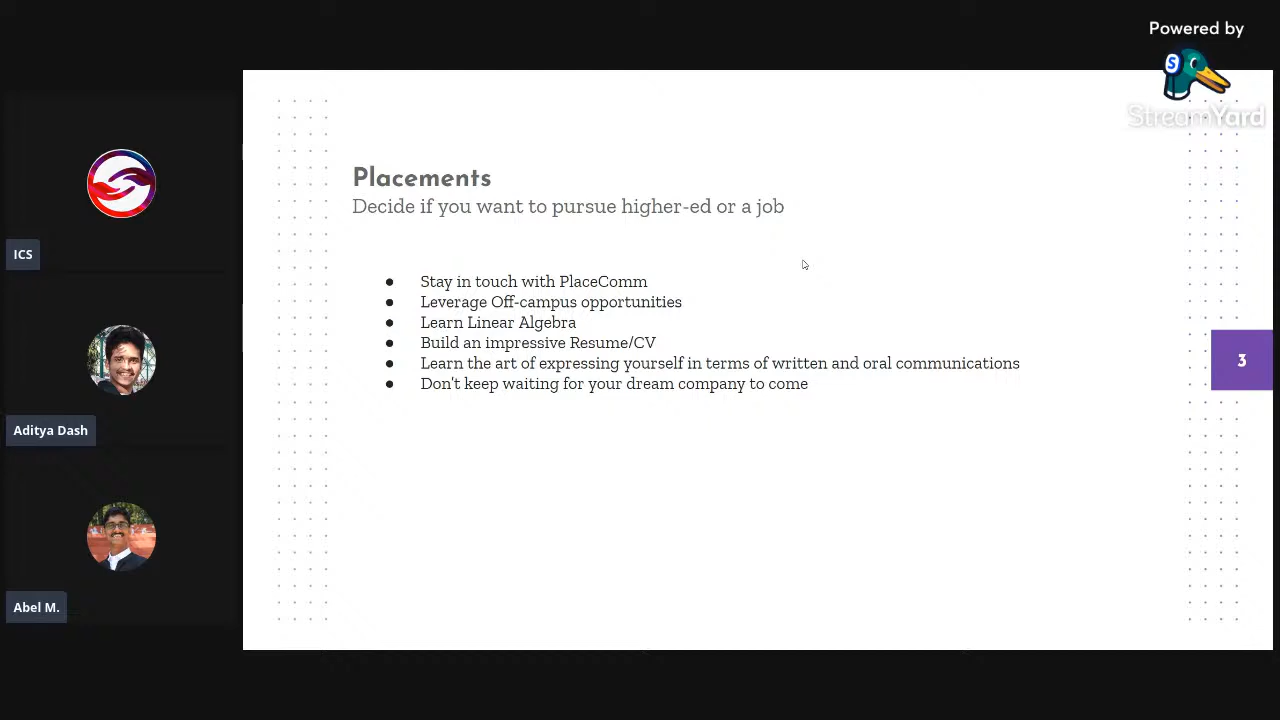 Powered by
StreamYard
ICS
Aditya Dash
Abel M.
Placements
Decide if you want to pursue higher-ed or a job
● Stay in touch with PlaceComm
● Leverage Off-campus opportunities
● Learn Linear Algebra
● Build an impressive Resume/CV
● Learn the art of expressing yourself in terms of written and oral communications
● Don't keep waiting for your dream company to come
3